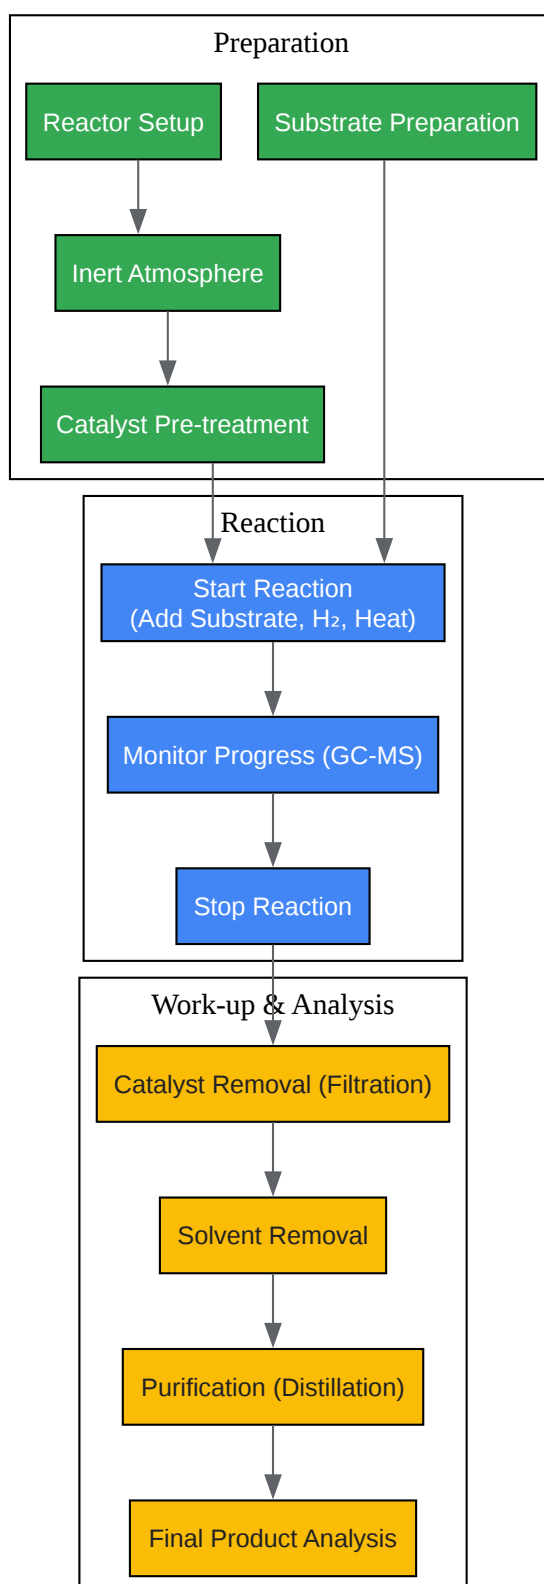 Preparation
Reactor Setup
Substrate Preparation
Inert Atmosphere
Catalyst Pre-treatment
Reaction
Start Reaction
(Add Substrate, H₂, Heat)
Monitor Progress (GC-MS)
Stop Reaction
Work-up & Analysis
Catalyst Removal (Filtration)
Solvent Removal
Purification (Distillation)
Final Product Analysis